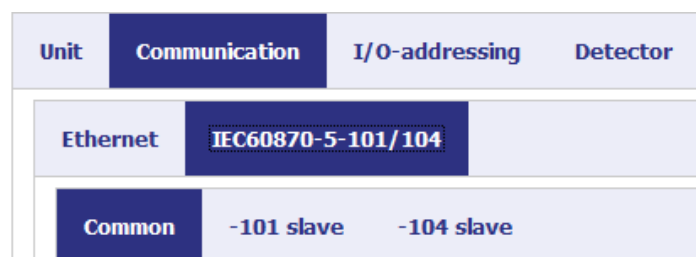 Unit Communication I/O-addressing Detector
Ethernet IEC60870-5-101/104
Common -101 slave -104 slave